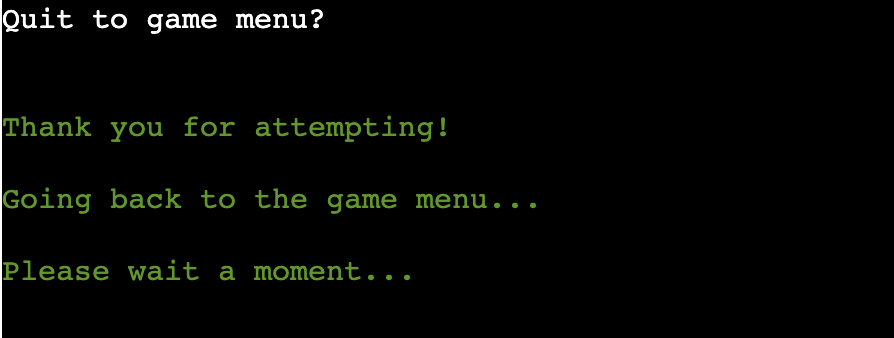 Quit to game menu?
Thank you for attempting!
Going back to the game menu...
Please wait a moment...